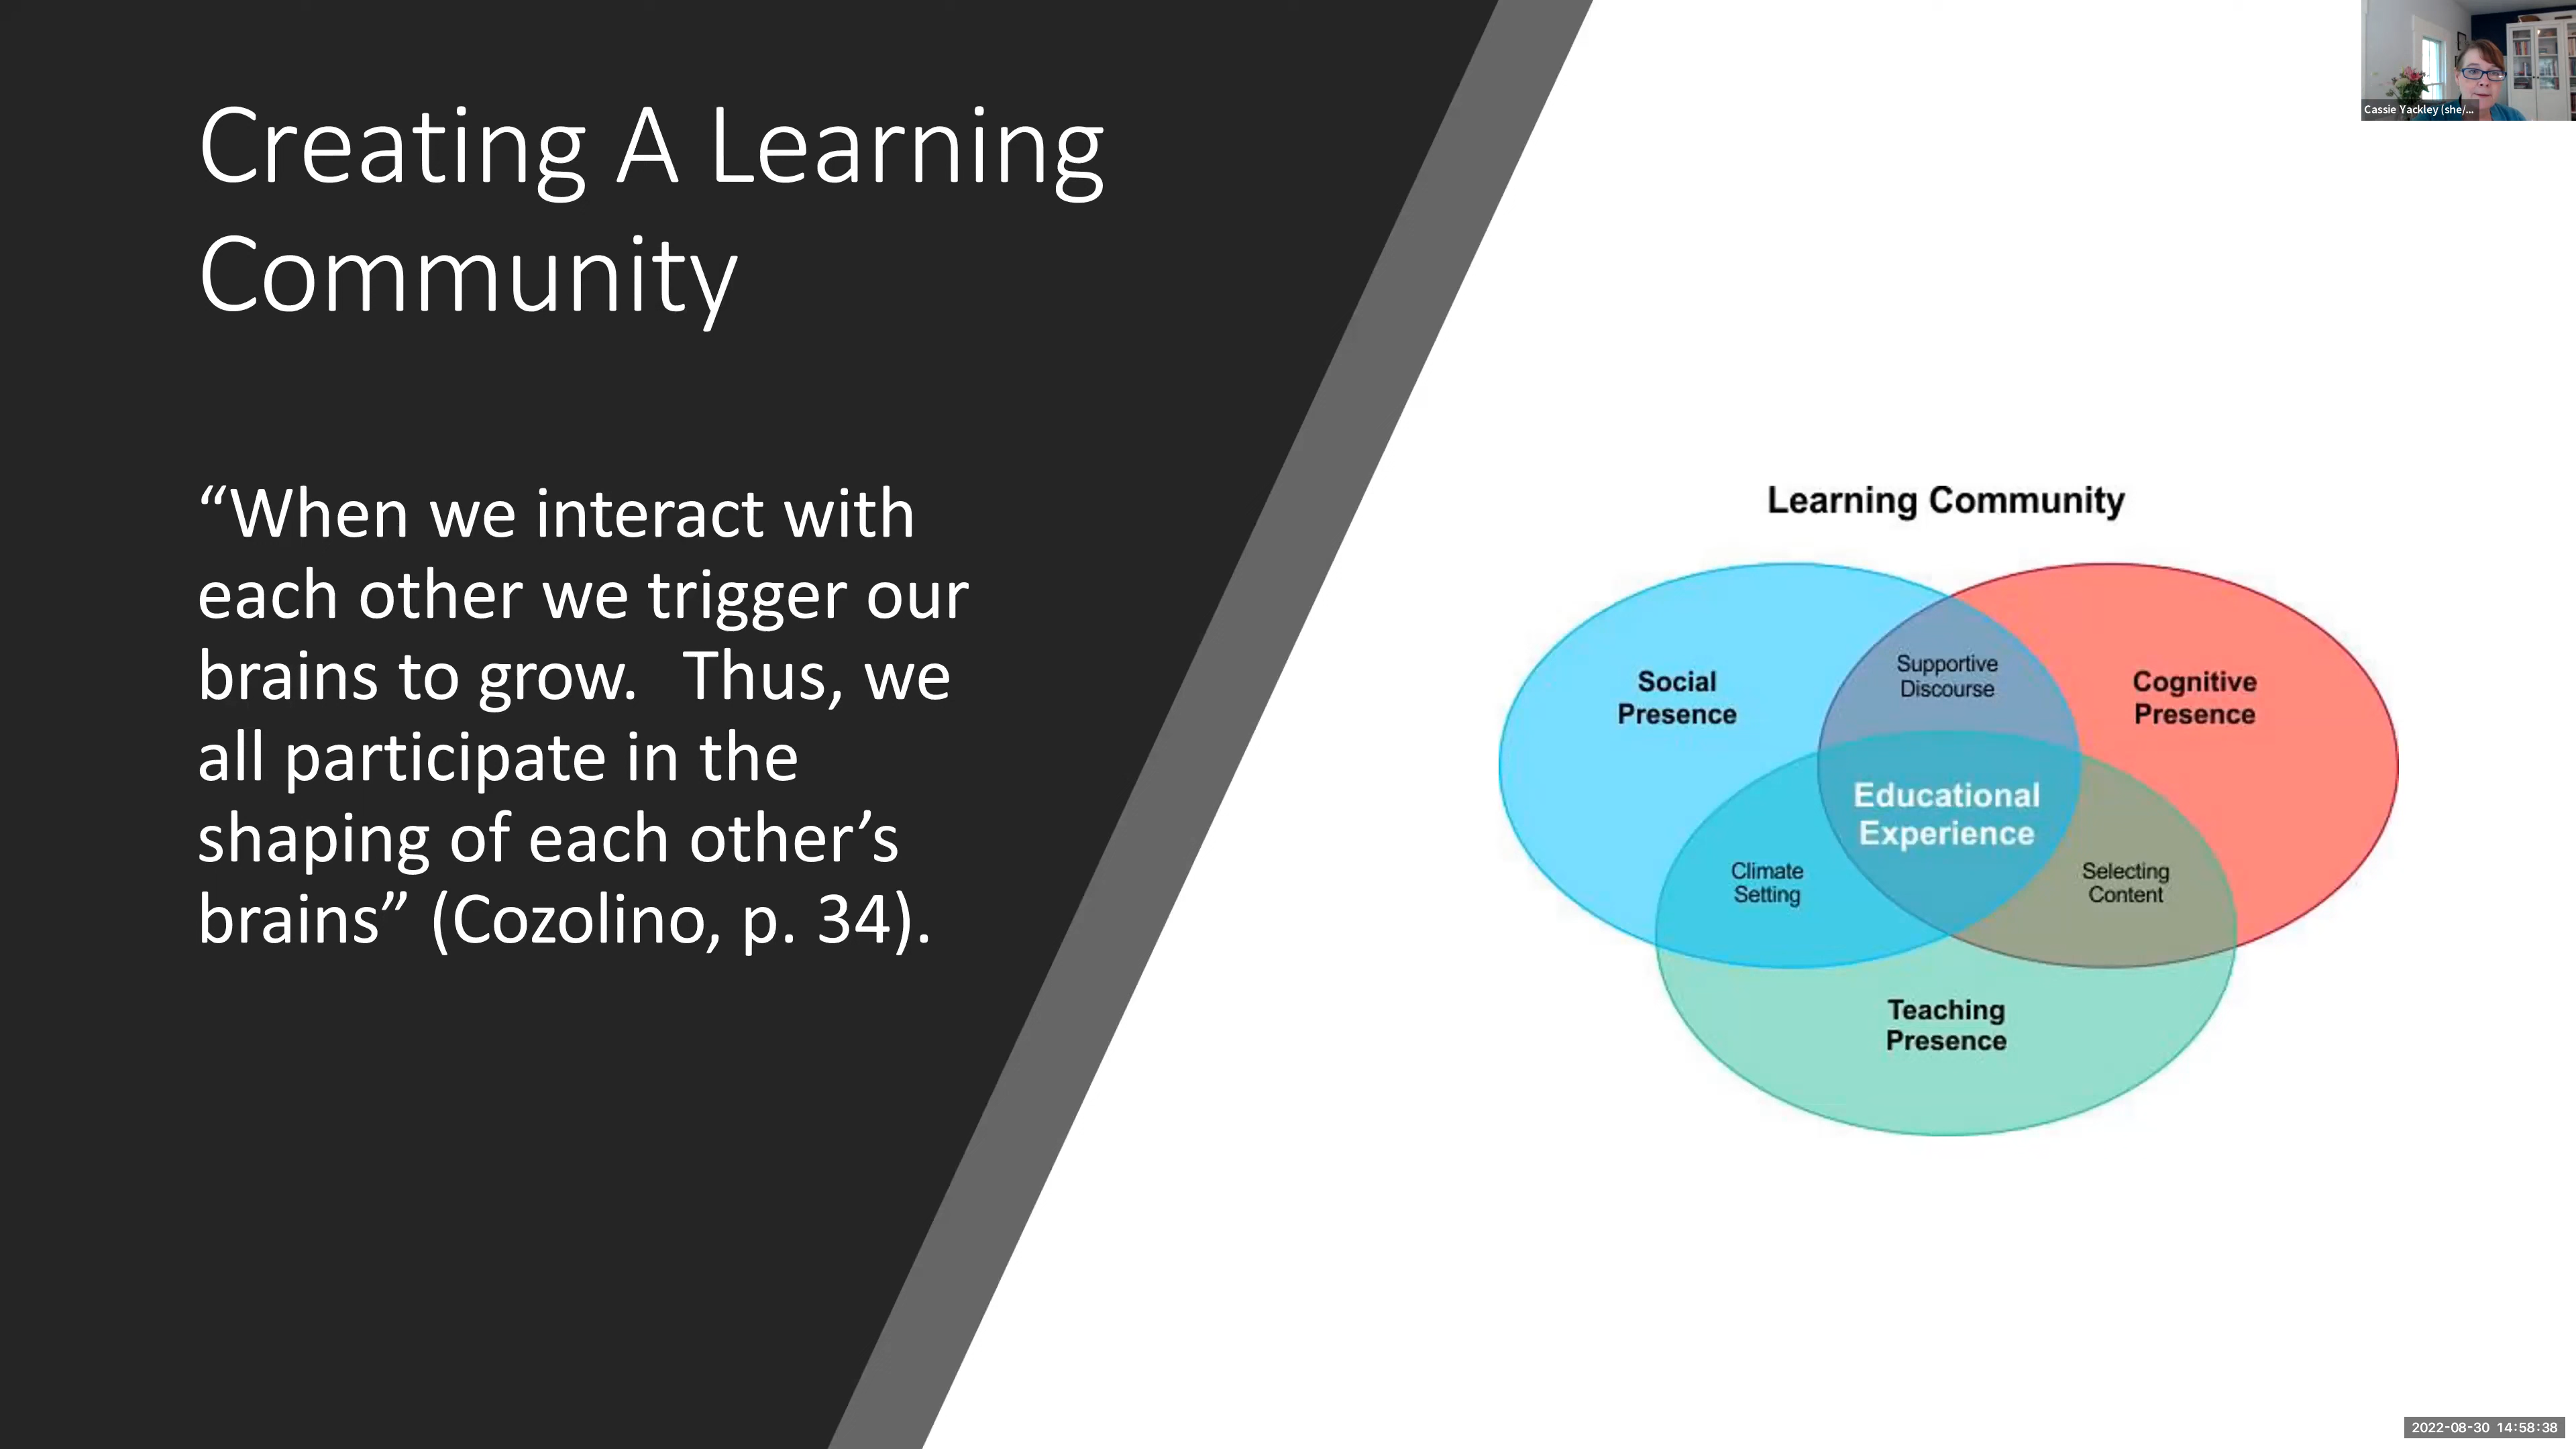 Creating A Learning
Community
“When we interact with
each other we trigger our
brains to grow.   Thus, we
all participate in the
shaping of each other’s
brains” (Cozolino, p. 34).
Cassie Yackley (she/...
Learning Community
Social
Presence
Supportive
Discourse
Cognitive
Presence
Educational
Experience
Climate
Setting
Selecting
Content
Teaching
Presence
2022-08-30 14:58:38